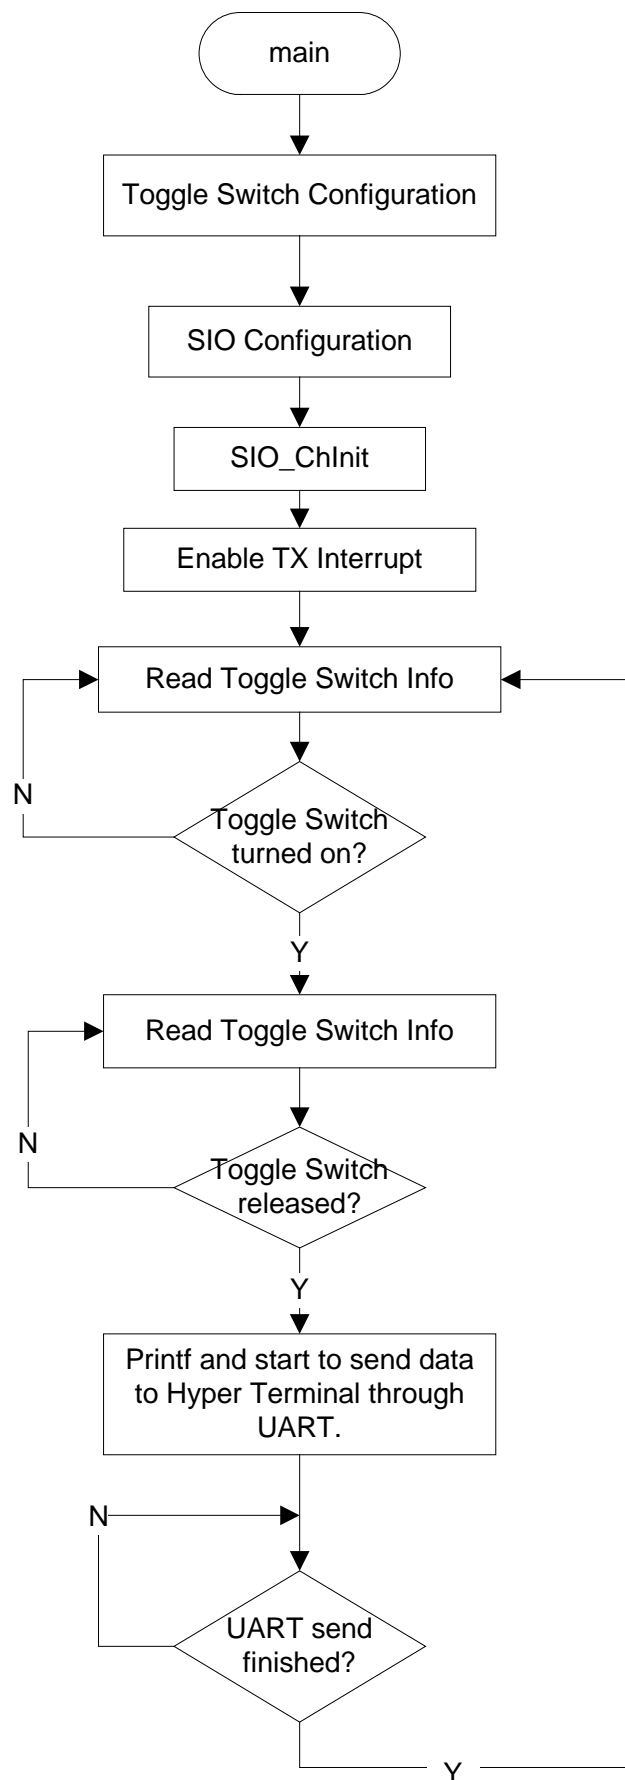 main
Toggle Switch Configuration
SIO Configuration
SIO_ChInit
Enable TX Interrupt
Read Toggle Switch Info
N
Toggle Switch
turned on?
Y
Read Toggle Switch Info
N
Toggle Switch
released?
Y
Printf and start to send data
to Hyper Terminal through
UART.
N
UART send
finished?
Y